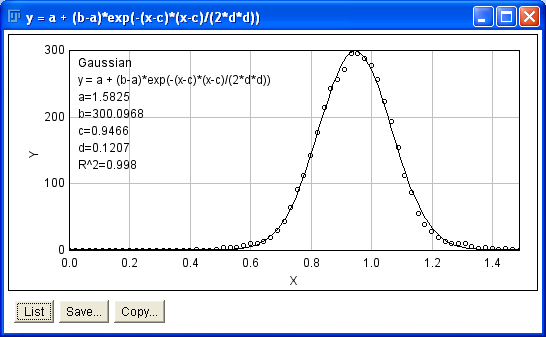 y = a + (b-a)*exp(-(x-c)*(x-c)/(2*d*d))
Gaussian
y = a + (b-a)*exp(-(x-c)*(x-c)/(2*d*d))
a=1.5825
b=300.0968
c=0.9466
d=0.1207
R^2=0.998
300
200
100
0
Y
0.0 0.2 0.4 0.6 0.8 1.0 1.2 1.4
X
List Save... Copy...